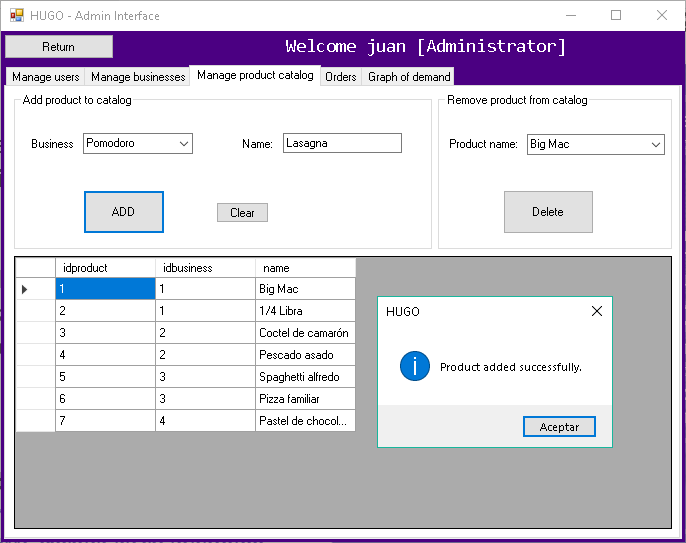 HUGO - Admin Interface
Return
Welcome juan [Administrator]
Manage users
Manage businesses
Manage product catalog
Orders
Graph of demand
Add product to catalog
Business
Pomodoro
Name:
Lasagna
ADD
Clear
Remove product from catalog
Product name:
Big Mac
Delete
idproduct idbusiness name
1 1 Big Mac
2 1 1/4 Libra
3 2 Coctel de camarón
4 2 Pescado asado
5 3 Spaghetti alfredo
6 3 Pizza familiar
7 4 Pastel de chocol...
HUGO
Product added successfully.
Aceptar